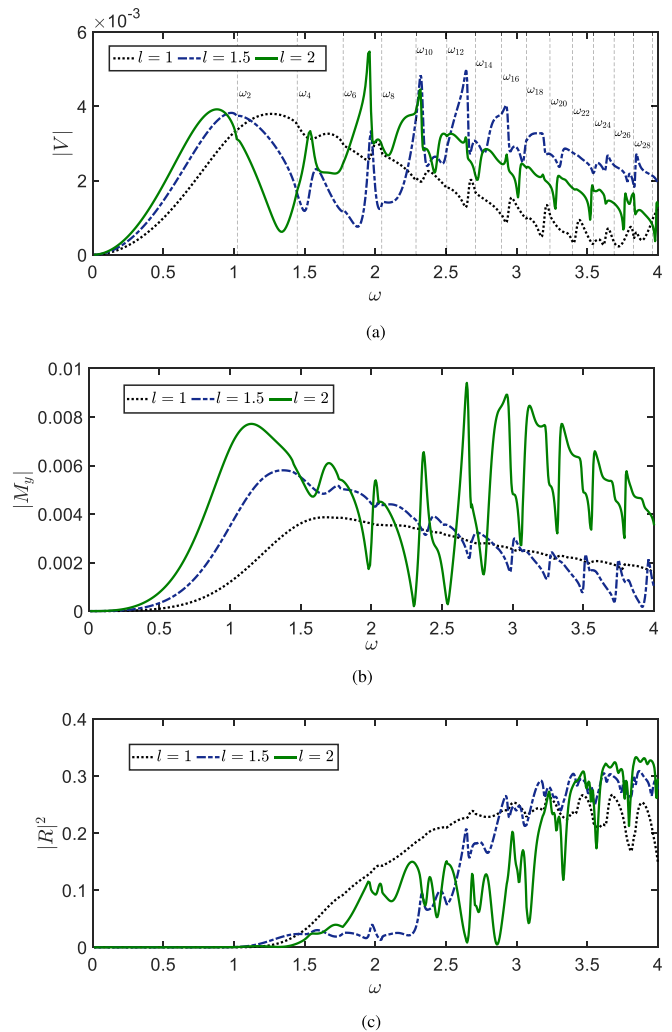 ×10⁻³
6
4
2
0
|V|
l = 1 l = 1.5 l = 2
ω₂ ω₄ ω₆ ω₈ ω₁₀ ω₁₂ ω₁₄ ω₁₆ ω₁₈ ω₂₀ ω₂₂ ω₂₄ ω₂₆ ω₂₈
0 0.5 1 1.5 2 2.5 3 3.5 4
ω
(a)
0.01
0.008
0.006
0.004
0.002
0
|M_y|
l = 1 l = 1.5 l = 2
0 0.5 1 1.5 2 2.5 3 3.5 4
ω
(b)
0.4
0.3
0.2
0.1
0
|R|²
l = 1 l = 1.5 l = 2
0 0.5 1 1.5 2 2.5 3 3.5 4
ω
(c)